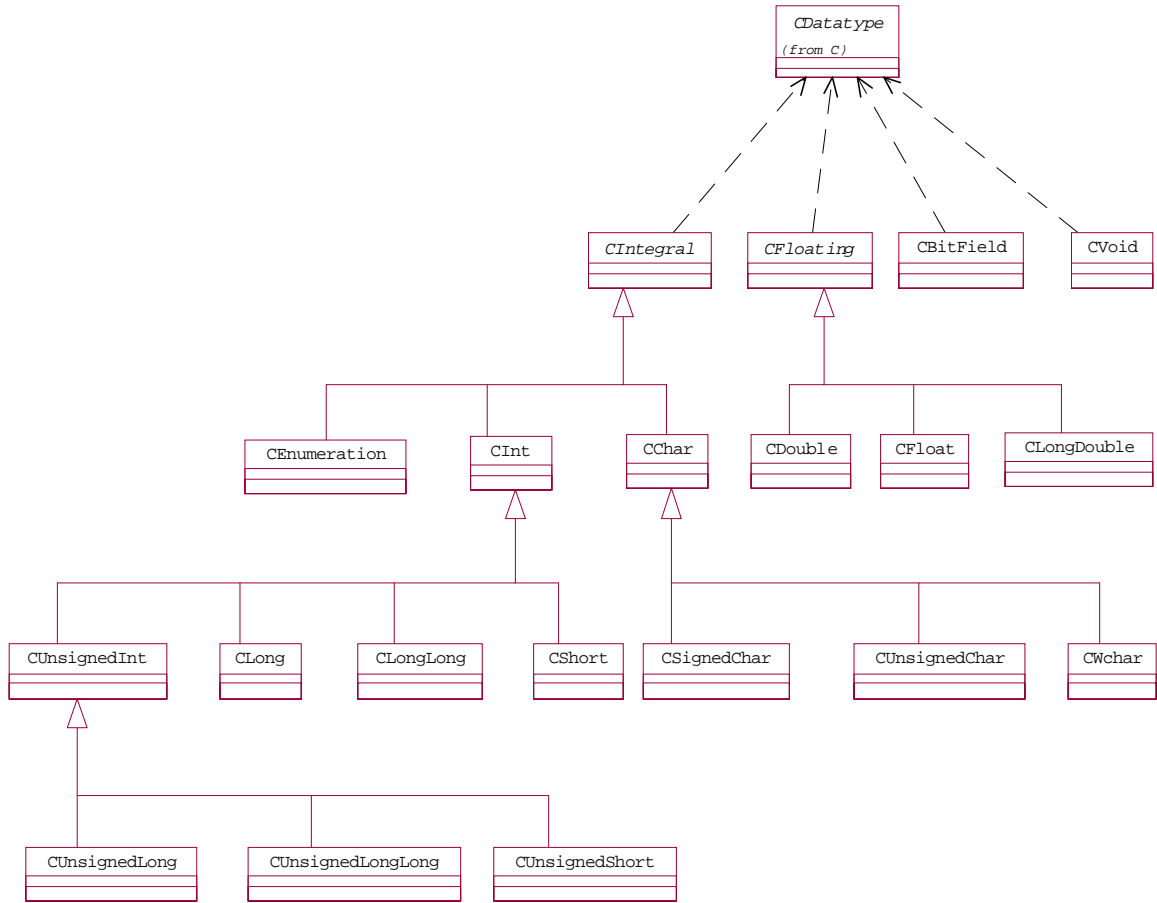 CDatatype
(from C)
CIntegral
CFloating
CBitField
CVoid
CEnumeration
CInt
CChar
CDouble
CFloat
CLongDouble
CUnsignedInt
CLong
CLongLong
CShort
CSignedChar
CUnsignedChar
CWchar
CUnsignedLong
CUnsignedLongLong
CUnsignedShort